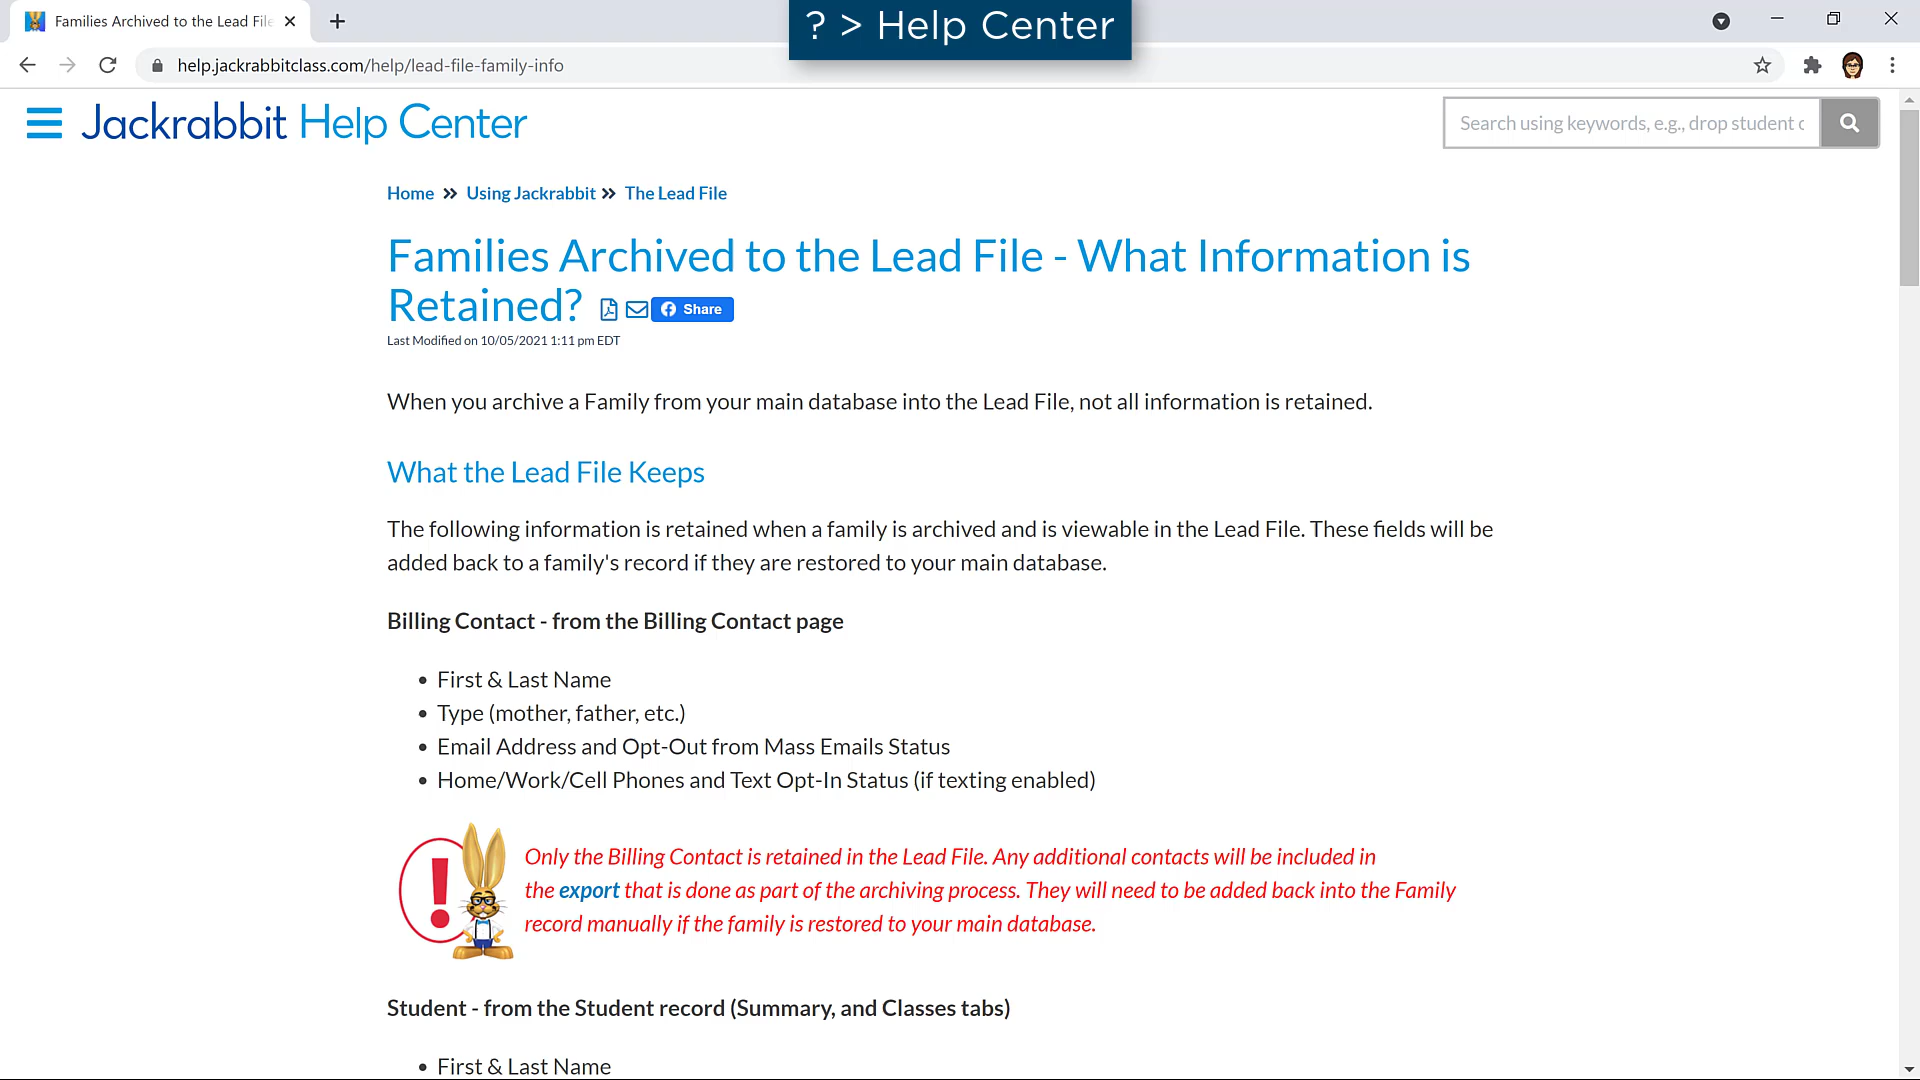 Families Archived to the Lead File
? > Help Center
help.jackrabbitclass.com/help/lead-file-family-info
Jackrabbit Help Center
Search using keywords, e.g., drop student
Home » Using Jackrabbit » The Lead File
Families Archived to the Lead File - What Information is
Retained?
Share
Last Modified on 10/05/2021 1:11 pm EDT
When you archive a Family from your main database into the Lead File, not all information is retained.
What the Lead File Keeps
The following information is retained when a family is archived and is viewable in the Lead File. These fields will be
added back to a family's record if they are restored to your main database.
Billing Contact - from the Billing Contact page
• First & Last Name
• Type (mother, father, etc.)
• Email Address and Opt-Out from Mass Emails Status
• Home/Work/Cell Phones and Text Opt-In Status (if texting enabled)
Only the Billing Contact is retained in the Lead File. Any additional contacts will be included in
the export that is done as part of the archiving process. They will need to be added back into the Family
record manually if the family is restored to your main database.
Student - from the Student record (Summary, and Classes tabs)
• First & Last Name